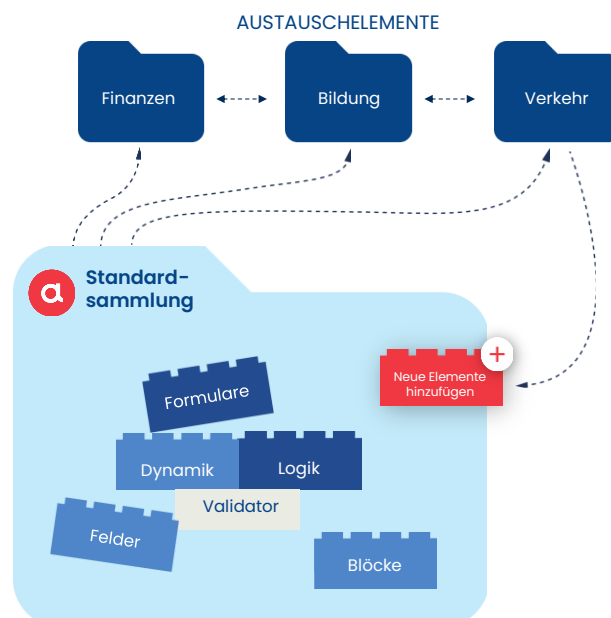 AUSTAUSCHELEMENTE
Finanzen
Bildung
Verkehr
a
Standard-
sammlung
Neue Elemente
hinzufügen
+
Formulare
Dynamik
Logik
Validator
Felder
Blöcke